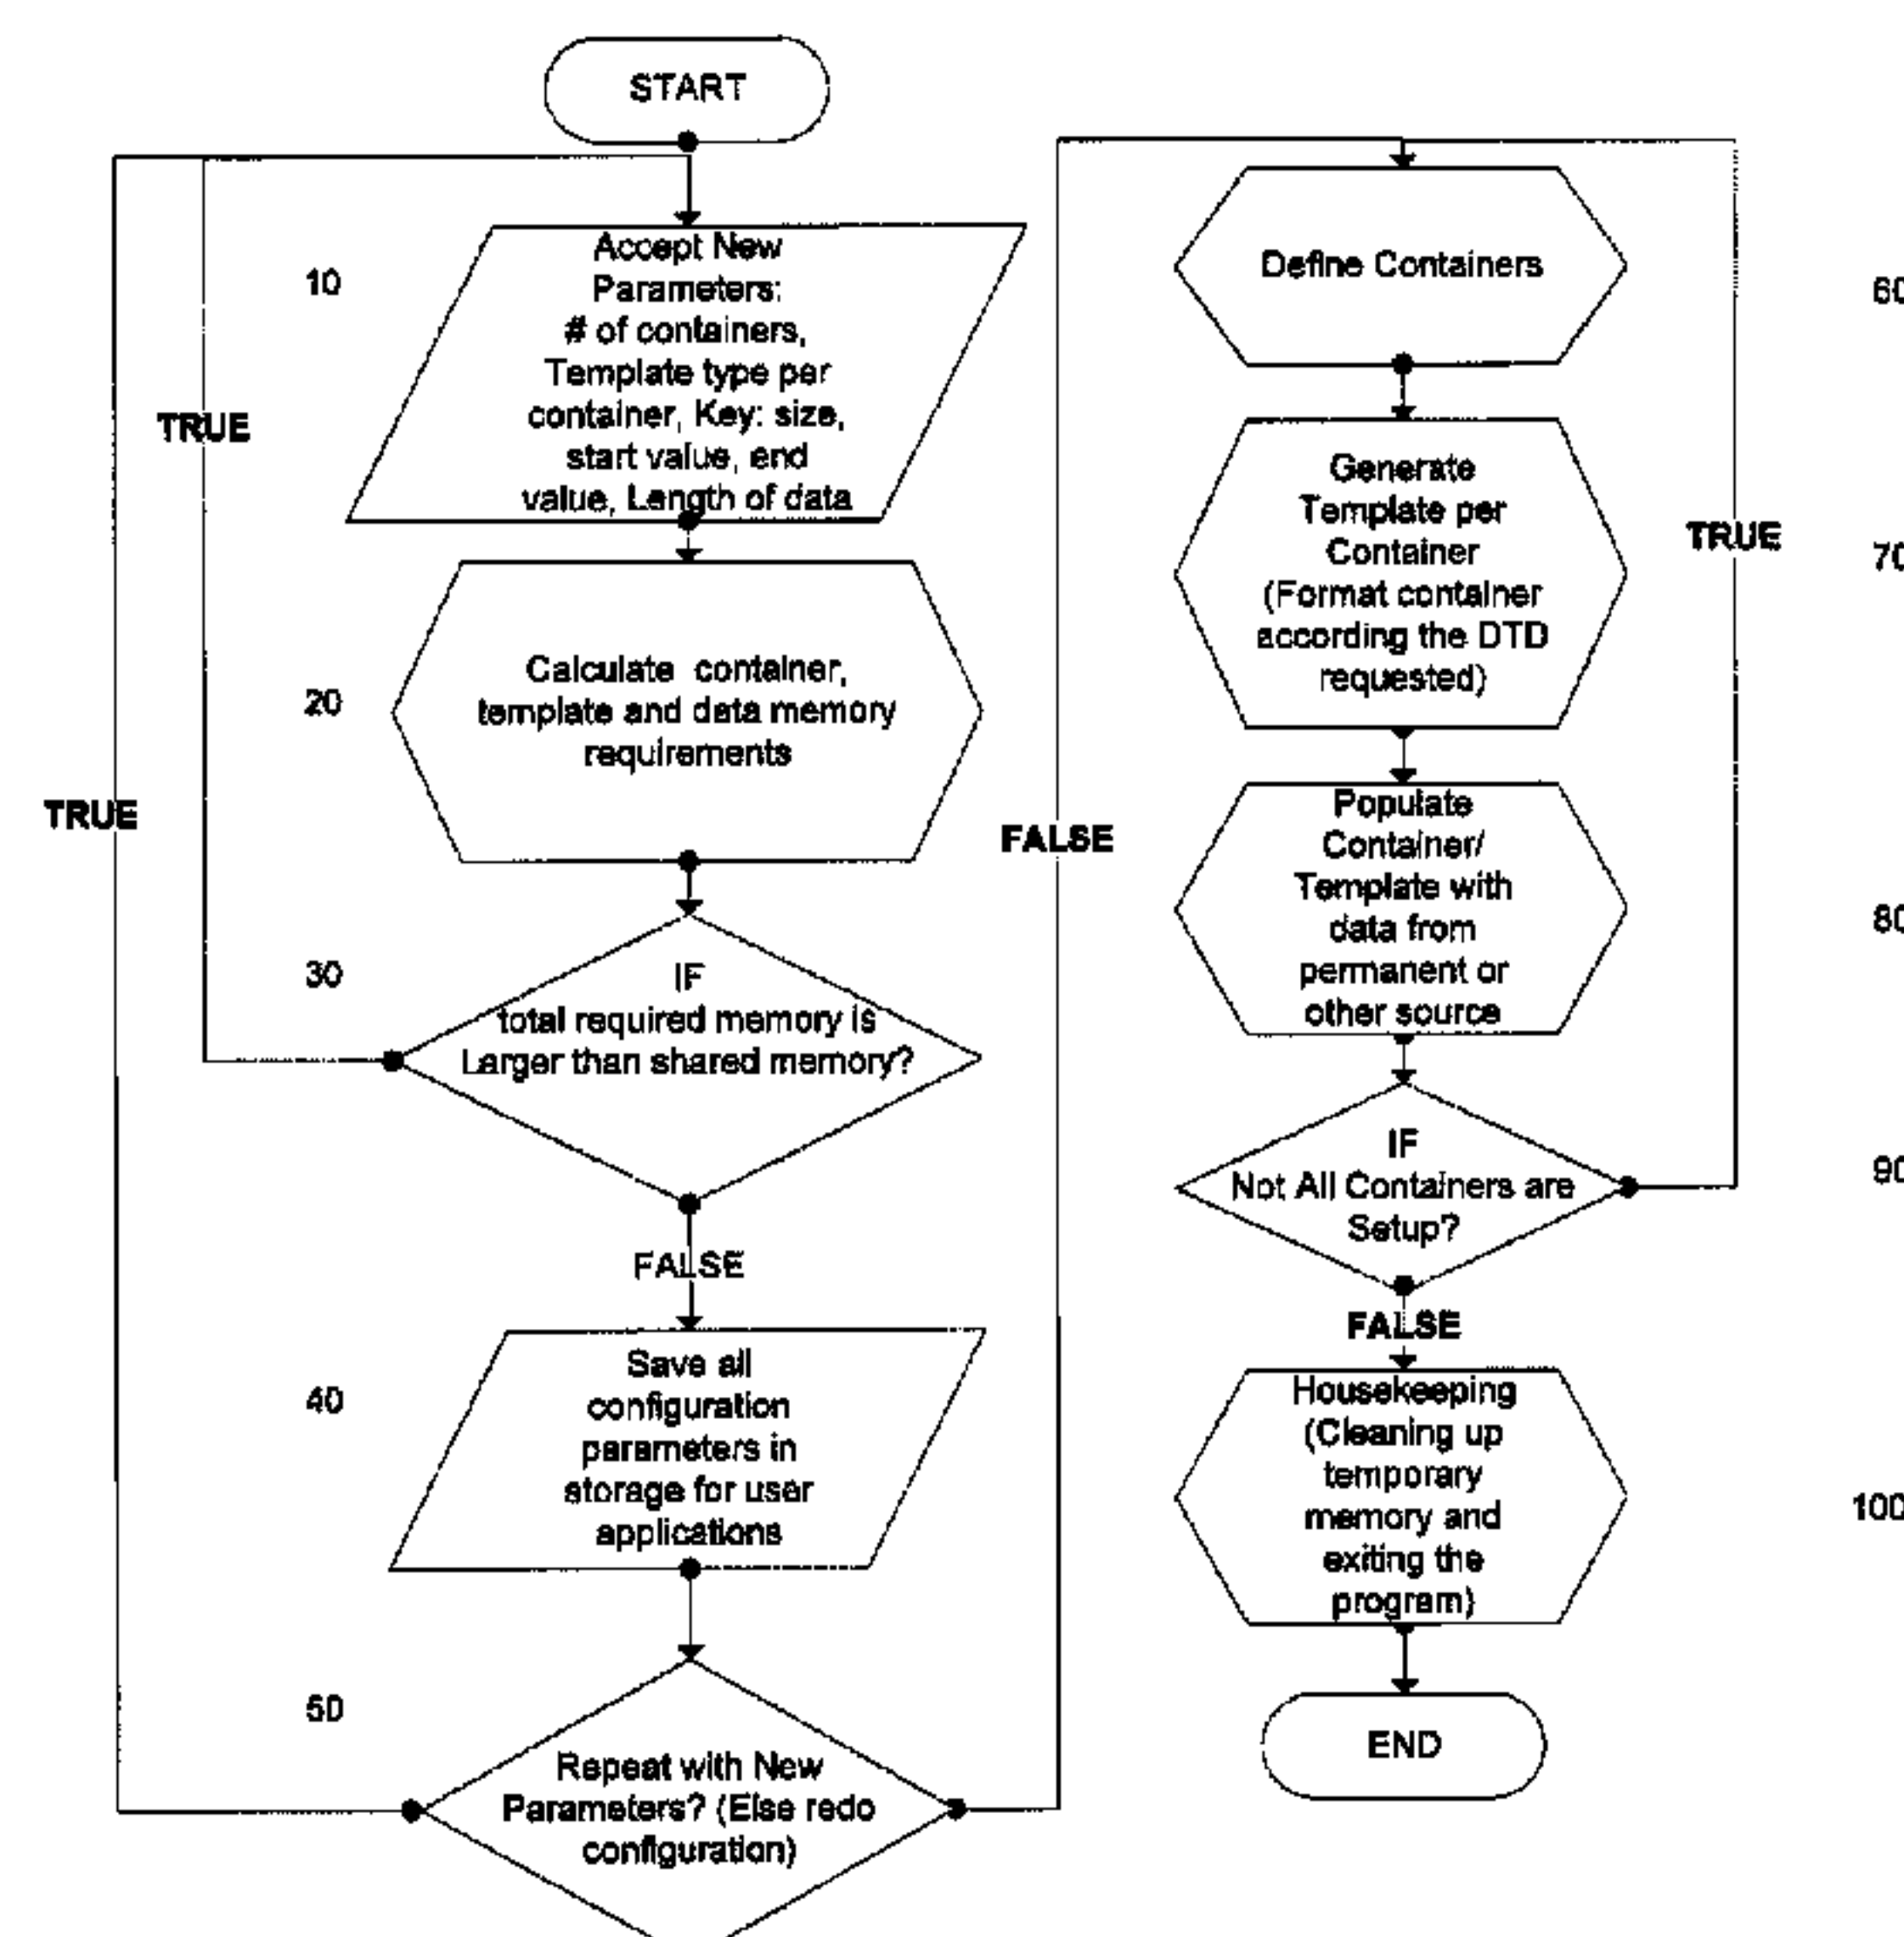 START
10
Accept New
Parameters:
# of containers,
Template type per
container, Key: size,
start value, end
value, Length of data
TRUE
20
Calculate container,
template and data memory
requirements
TRUE
30
IF
total required memory is
Larger than shared memory?
FALSE
40
Save all
configuration
parameters in
storage for user
applications
50
Repeat with New
Parameters? (Else redo
configuration)
FALSE
Define Containers
60
Generate
Template per
Container
(Format container
according the DTD
requested)
TRUE
70
Populate
Container/
Template with
data from
permanent or
other source
80
IF
Not All Containers are
Setup?
90
FALSE
Housekeeping
(Cleaning up
temporary
memory and
exiting the
program)
100
END